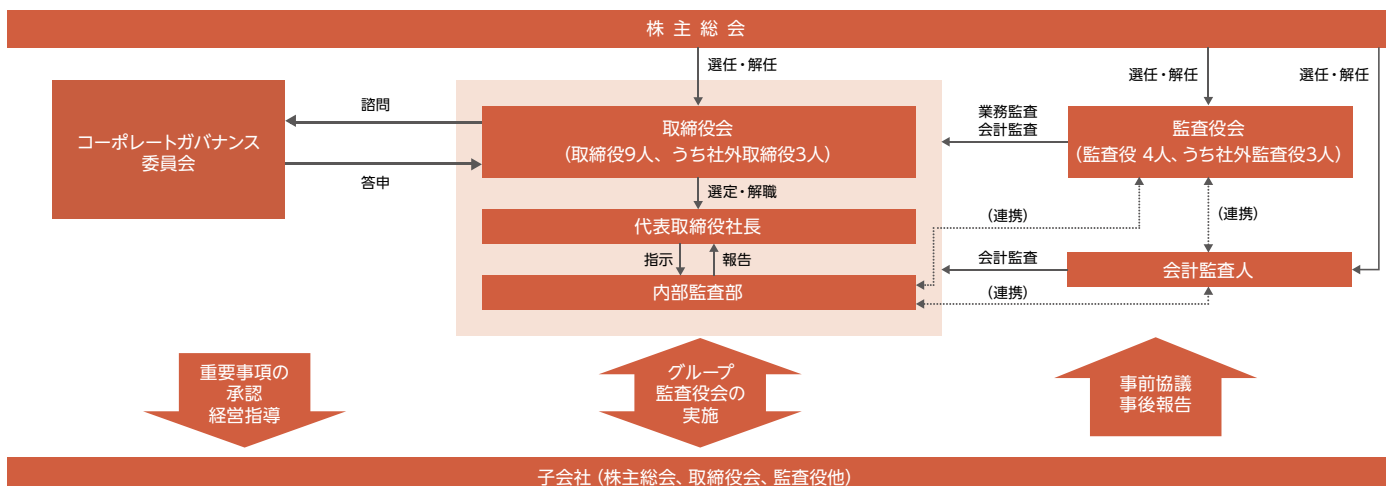 株主総会
選任・解任
選任・解任
選任・解任
コーポレートガバナンス
委員会
諮問
答申
取締役会
（取締役9人、うち社外取締役3人）
業務監査
会計監査
監査役会
（監査役 4人、うち社外監査役3人）
選定・解職
代表取締役社長
（連携）
（連携）
指示
報告
会計監査
会計監査人
内部監査部
（連携）
重要事項の
承認
経営指導
グループ
監査役会の
実施
事前協議
事後報告
子会社（株主総会、取締役会、監査役他）